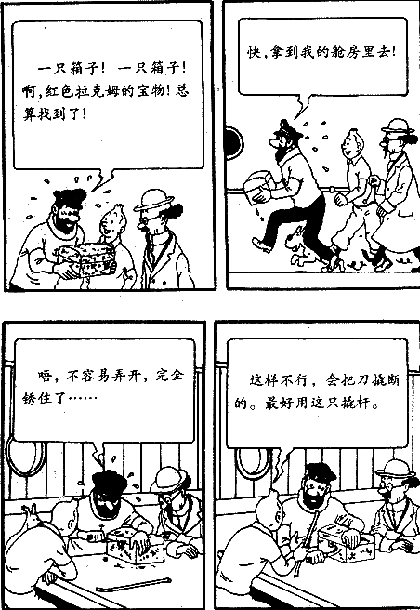 一只箱子！一只箱子！
啊，红色拉克姆的宝物！总
算找到了！
快，拿到我的舱房里去！
唔，不容易弄开，完全
锈住了……
这样不行，会把刀撬断
的。最好用这只撬杆。